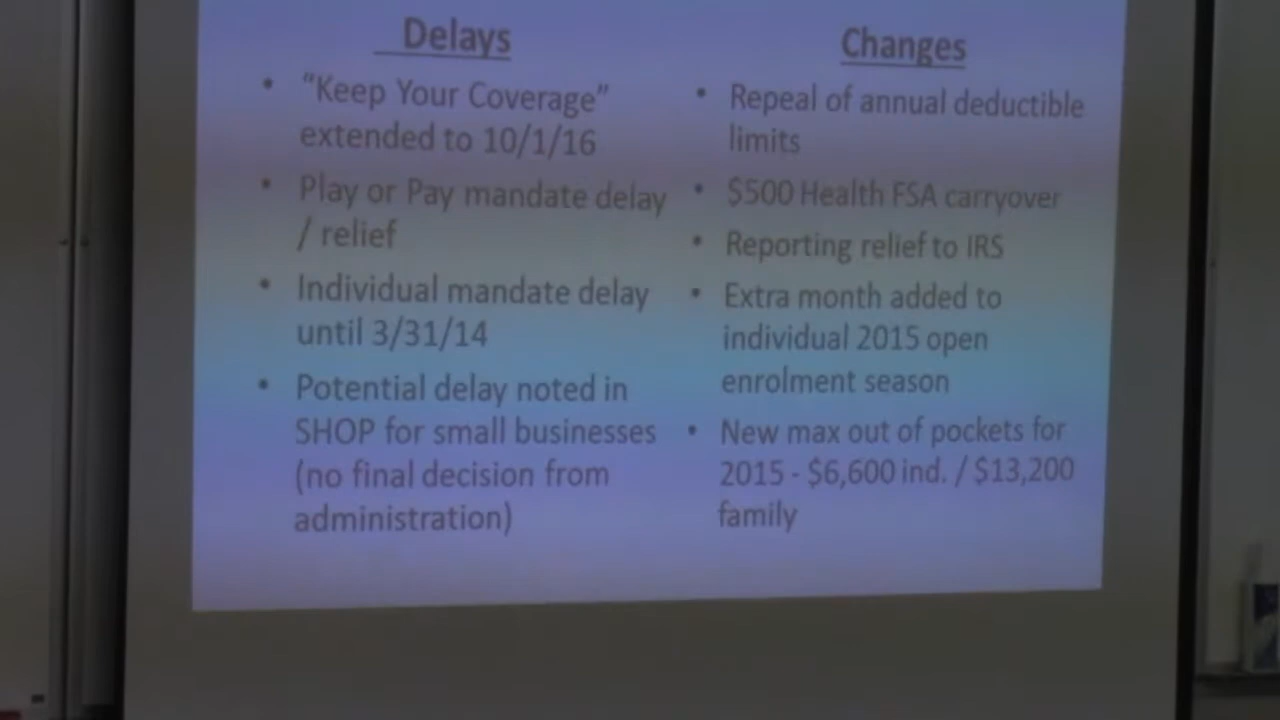 Delays
• "Keep Your Coverage"
extended to 10/1/16
• Play or Pay mandate delay
/ relief
• Individual mandate delay
until 3/31/14
• Potential delay noted in
SHOP for small businesses
(no final decision from
administration)
Changes
• Repeal of annual deductible
limits
• $500 Health FSA carryover
• Reporting relief to IRS
• Extra month added to
individual 2015 open
enrolment season
• New max out of pockets for
2015 - $6,600 ind. / $13,200
family